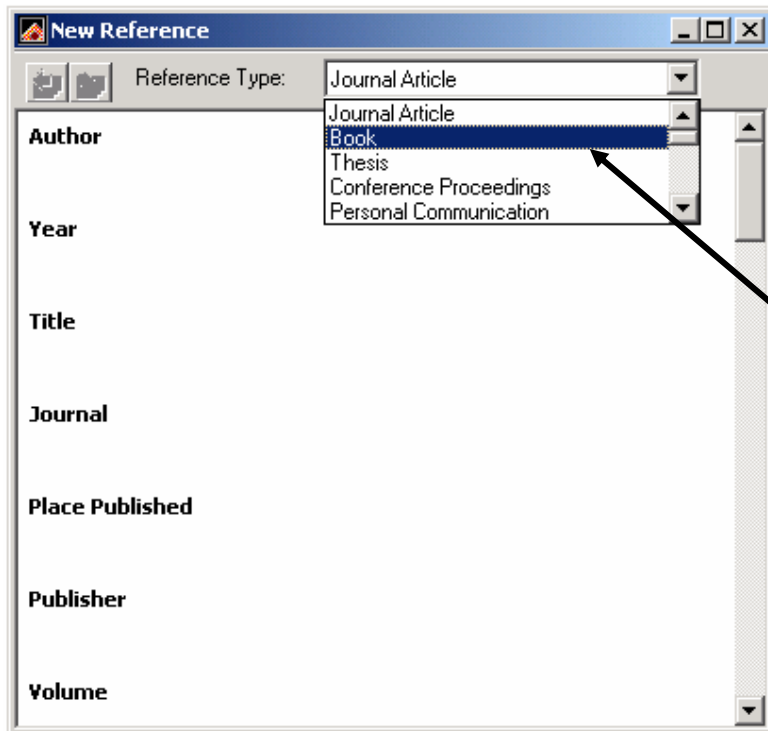 New Reference
Reference Type: Journal Article
Journal Article
Book
Thesis
Conference Proceedings
Personal Communication
Author
Year
Title
Journal
Place Published
Publisher
Volume